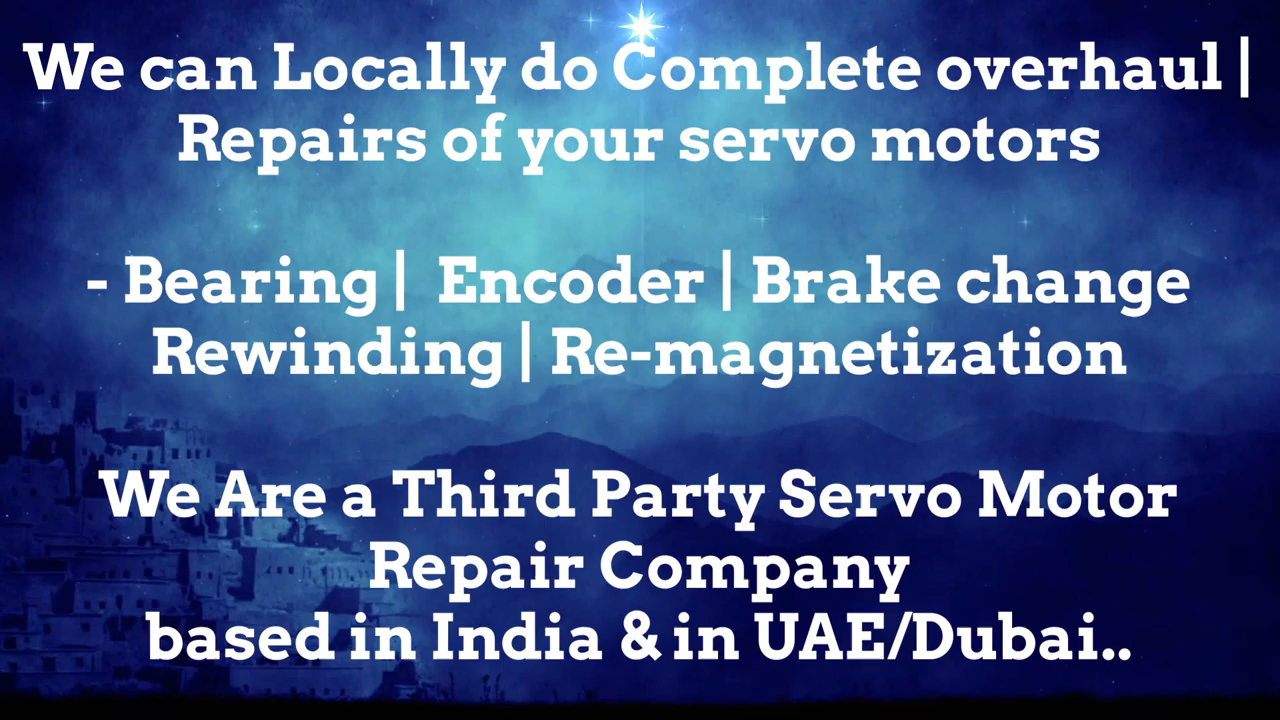 We can Locally do Complete overhaul |
Repairs of your servo motors
- Bearing | Encoder | Brake change
Rewinding | Re-magnetization
We Are a Third Party Servo Motor
Repair Company
based in India & in UAE/Dubai..